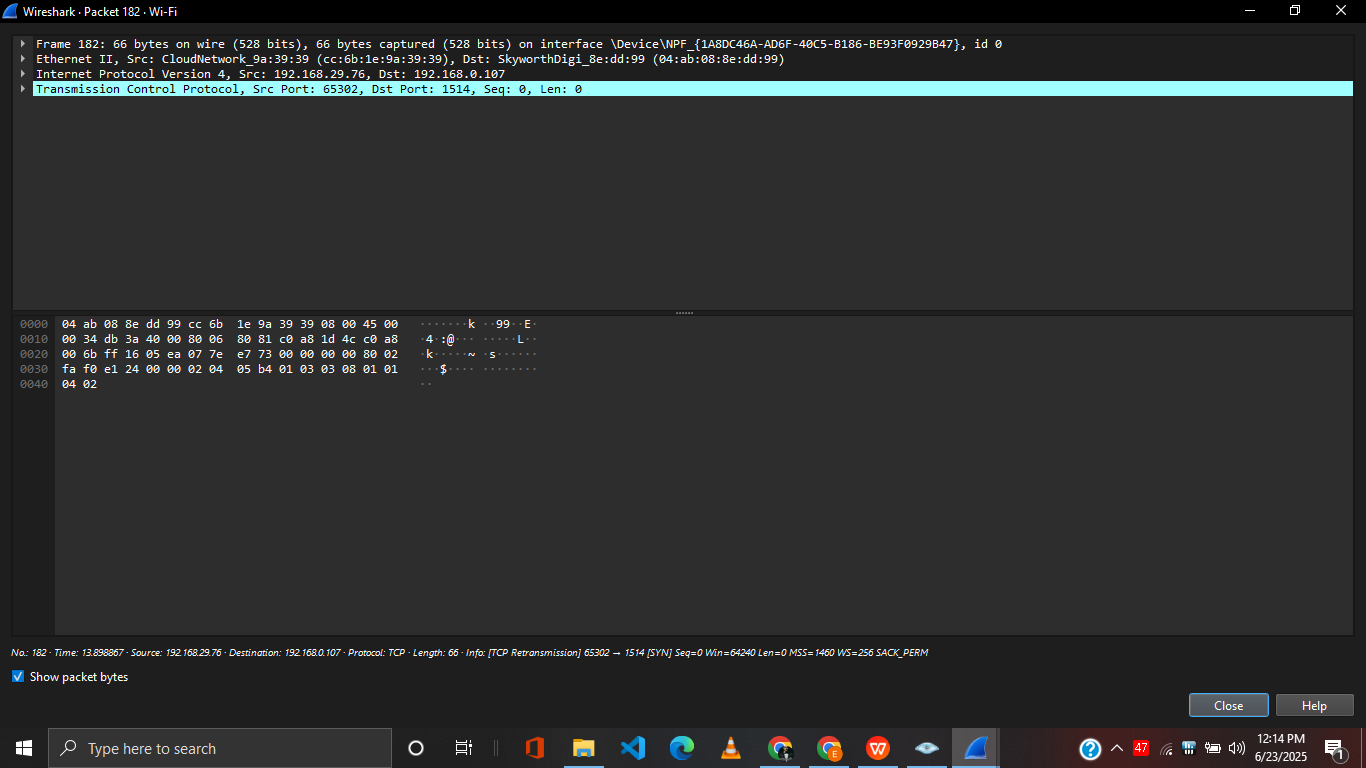 Wireshark · Packet 182 · Wi-Fi
Frame 182: 66 bytes on wire (528 bits), 66 bytes captured (528 bits) on interface \Device\NPF_{1A8DC46A-AD6F-40C5-B186-BE93F0929B47}, id 0
Ethernet II, Src: CloudNetwork_9a:39:39 (cc:6b:1e:9a:39:39), Dst: SkyworthDigi_8e:dd:99 (04:ab:08:8e:dd:99)
Internet Protocol Version 4, Src: 192.168.29.76, Dst: 192.168.0.107
Transmission Control Protocol, Src Port: 65302, Dst Port: 1514, Seq: 0, Len: 0
0000 04 ab 08 8e dd 99 cc 6b 1e 9a 39 39 08 00 45 00 ·······k ··99··E·
0010 00 34 db 3a 40 00 80 06 80 81 c0 a8 1d 4c c0 a8 ·4·:@··· ·····L··
0020 00 6b ff 16 05 ea 07 7e e7 73 00 00 00 00 80 02 ·k·····~ ·s······
0030 fa f0 e1 24 00 00 02 04 05 b4 01 03 03 08 01 01 ···$···· ········
0040 04 02 ··
No.: 182 · Time: 13.898867 · Source: 192.168.29.76 · Destination: 192.168.0.107 · Protocol: TCP · Length: 66 · Info: [TCP Retransmission] 65302 → 1514 [SYN] Seq=0 Win=64240 Len=0 MSS=1460 WS=256 SACK_PERM
Show packet bytes
Close Help
Type here to search
E
W
47
12:14 PM
6/23/2025
1